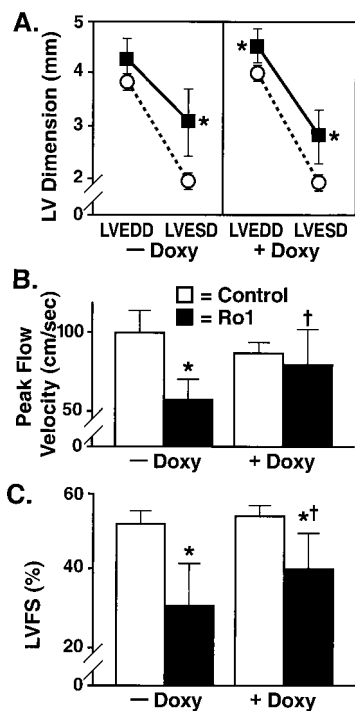 A.
LV Dimension (mm)
5
4
3
2
0
*
*
*
LVEDD LVESD LVEDD LVESD
— Doxy + Doxy
B.
Peak Flow
Velocity (cm/sec)
100
50
0
= Control
= Ro1
*
†
— Doxy + Doxy
C.
LVFS (%)
60
40
20
0
*
*†
— Doxy + Doxy